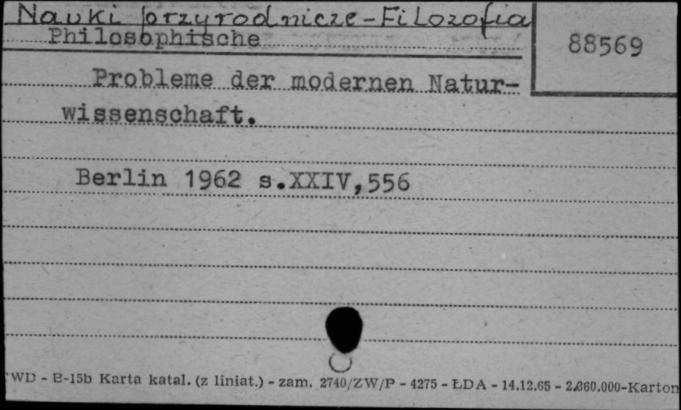 Nauki przyrodnicze-Filozofia
88569
Philosophische
Probleme der modernen Natur-
wissenschaft.
Berlin 1962 s.XXIV,556
WD - B-15b Karta katal. (z liniat.) - zam. 2740/ZW/P - 4275 - ŁDA - 14.12.65 - 2.860.000-Karton